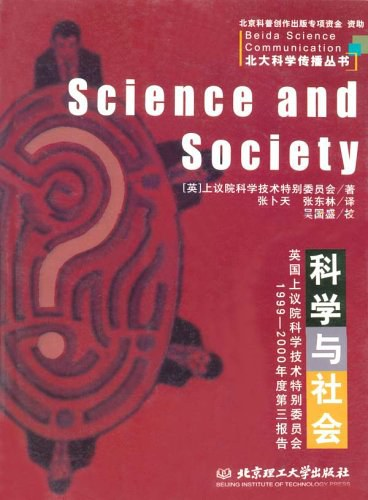 北京科普创作出版专项资金 资助
Beida Science
Communication
北大科学传播丛书
Science and
Society
[英]上议院科学技术特别委员会/著
张卜天 张东林/译
吴国盛/校
科学与社会
英国上议院科学技术特别委员会
1999—2000年度第三报告
北京理工大学出版社
BEIJING INSTITUTE OF TECHNOLOGY PRESS